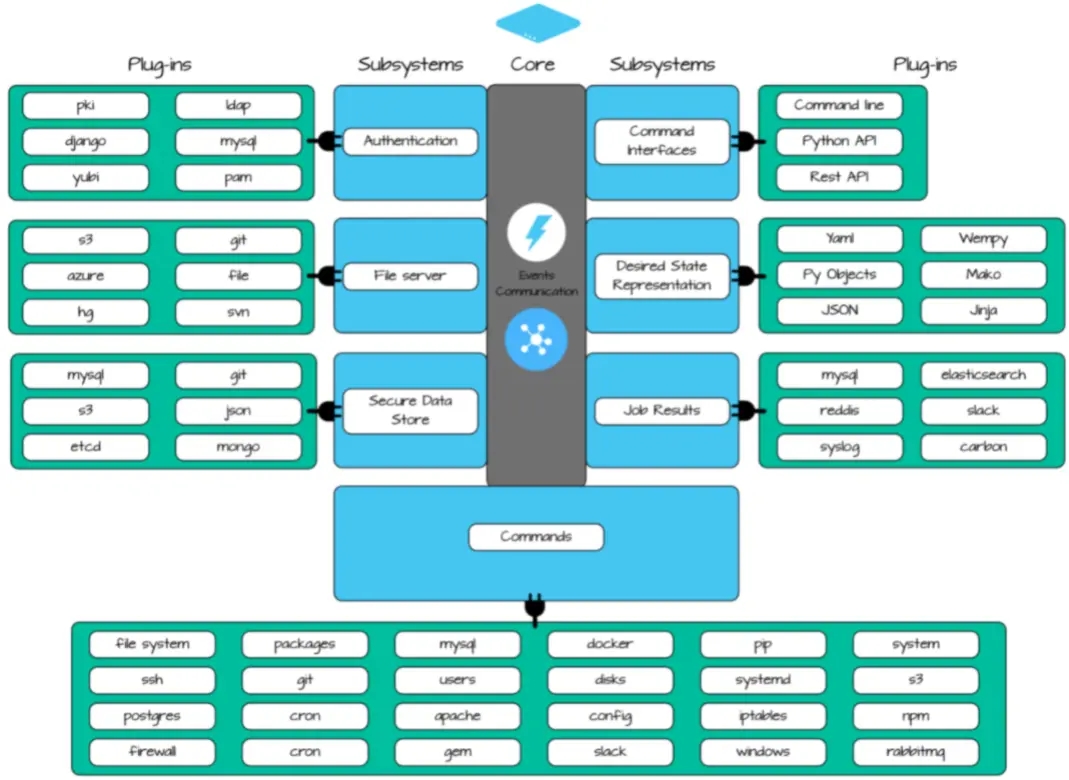 Plug-ins
Subsystems
Core
Subsystems
Plug-ins
pki
ldap
django
mysql
yubi
pam
Authentication
Command
Interfaces
Command line
Python API
Rest API
s3
git
azure
file
hg
svn
File server
Events
Communication
Desired State
Representation
Yaml
Wempy
Py Objects
Mako
JSON
Jinja
mysql
git
s3
json
etcd
mongo
Secure Data
Store
Job Results
mysql
elasticsearch
reddis
slack
syslog
carbon
Commands
file system
packages
mysql
docker
pip
system
ssh
git
users
disks
systemd
s3
postgres
cron
apache
config
iptables
npm
firewall
cron
gem
slack
windows
rabbitmq